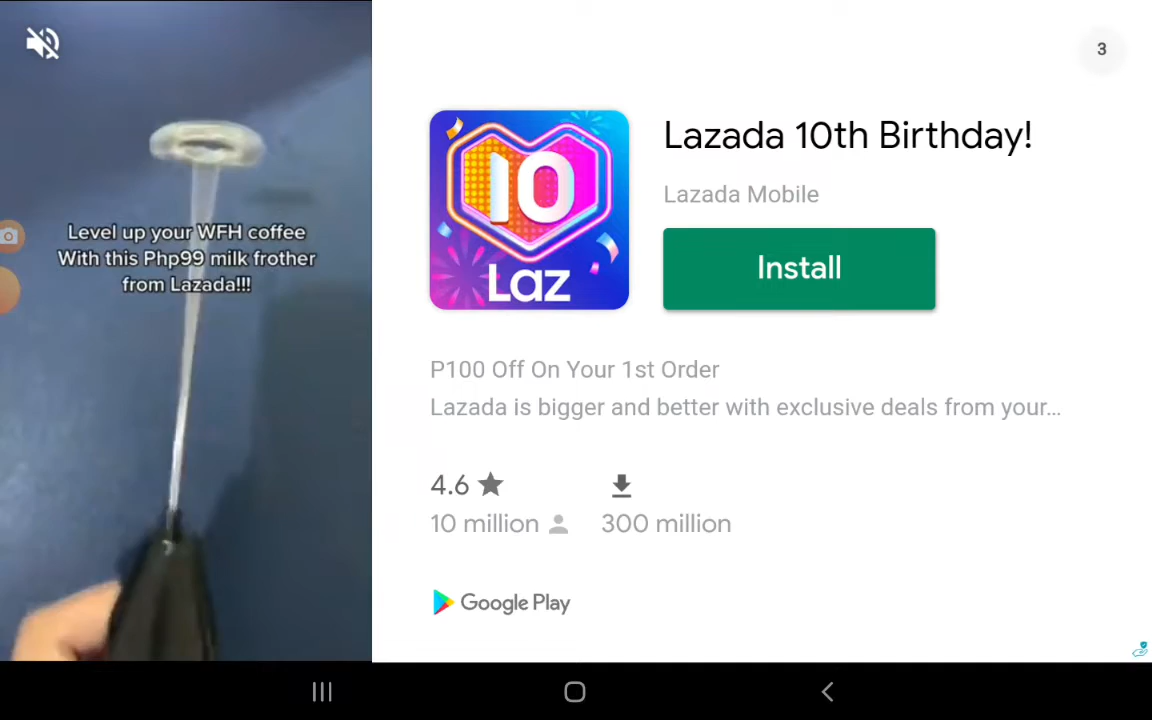 3
Level up your WFH coffee
With this Php99 milk frother
from Lazada!!!
10
Laz
Lazada 10th Birthday!
Lazada Mobile
Install
P100 Off On Your 1st Order
Lazada is bigger and better with exclusive deals from your...
4.6
10 million
300 million
Google Play